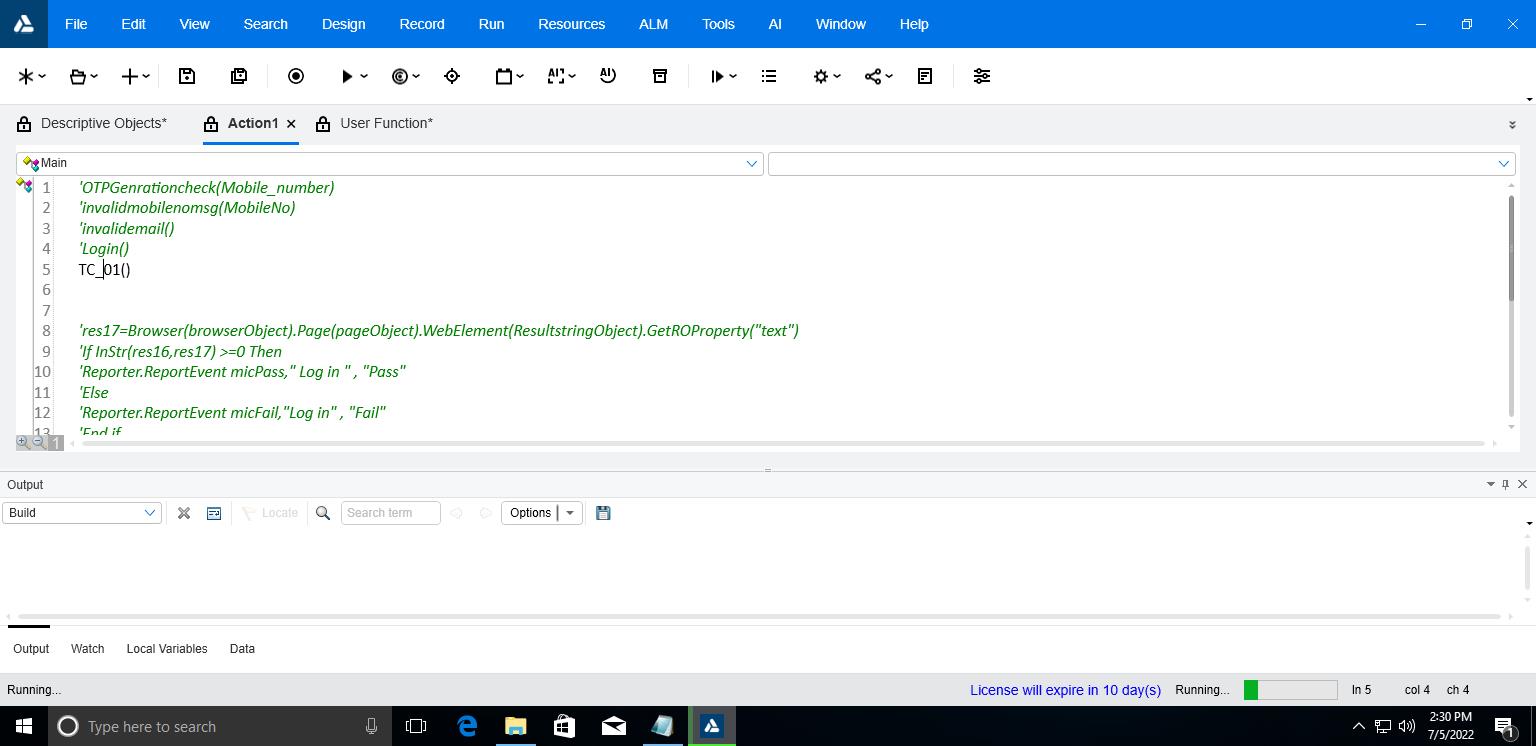 File Edit View Search Design Record Run Resources ALM Tools AI Window Help
Descriptive Objects* Action1 User Function*
Main
1 'OTPGenrationcheck(Mobile_number)
2 'invalidmobilenomsg(MobileNo)
3 'invalidemail()
4 'Login()
5 TC_01()
6
7
8 'res17=Browser(browserObject).Page(pageObject).WebElement(ResultstringObject).GetROProperty("text")
9 'If InStr(res16,res17) >=0 Then
10 'Reporter.ReportEvent micPass," Log in " , "Pass"
11 'Else
12 'Reporter.ReportEvent micFail,"Log in" , "Fail"
13 'End if
1
Output
Build Locate Search term Options
Output Watch Local Variables Data
Running... License will expire in 10 day(s) Running... ln 5 col 4 ch 4
Type here to search 2:30 PM
7/5/2022 1